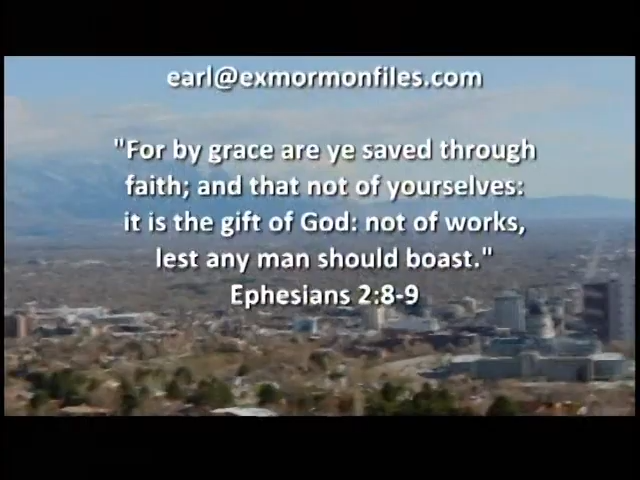 earl@exmormonfiles.com
"For by grace are ye saved through
faith; and that not of yourselves:
it is the gift of God: not of works,
lest any man should boast."
Ephesians 2:8-9